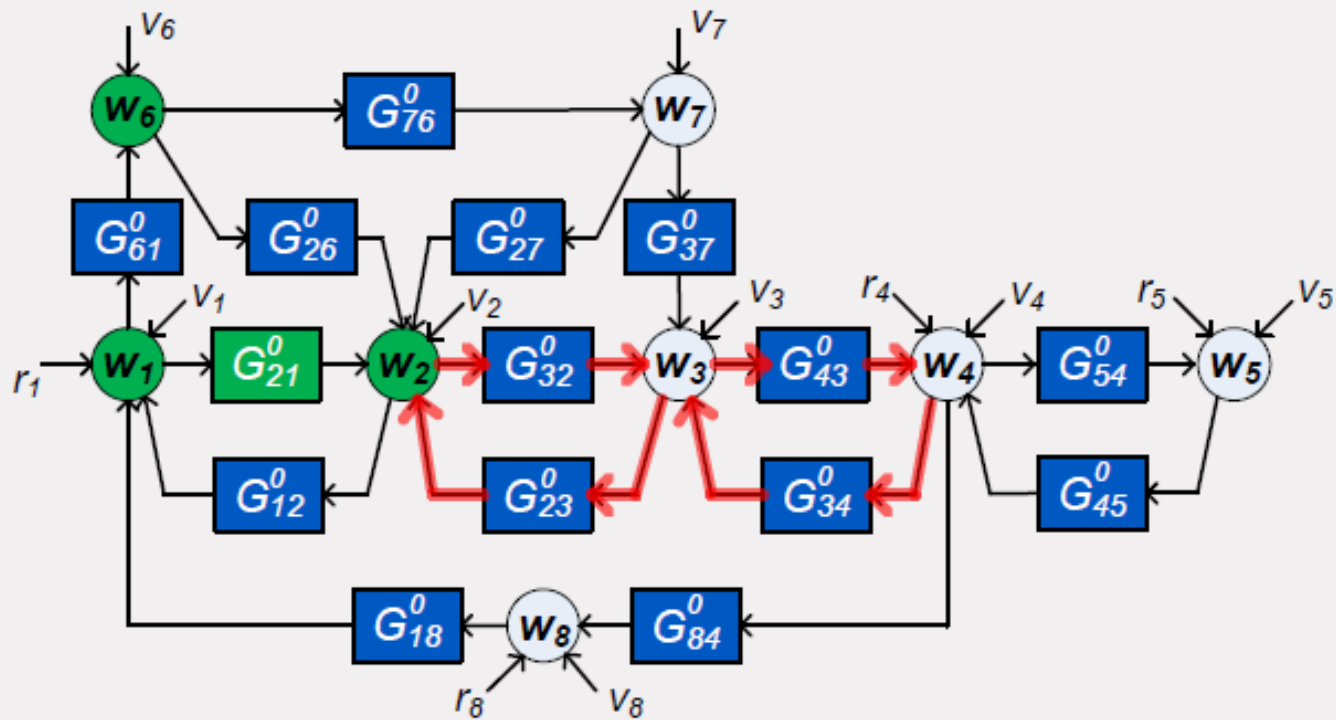 v₆ v₇
w₆ G⁰₇₆ w₇
G⁰₆₁ G⁰₂₆ G⁰₂₇ G⁰₃₇
v₁ v₂ v₃ r₄ v₄ r₅ v₅
r₁ w₁ G⁰₂₁ w₂ G⁰₃₂ w₃ G⁰₄₃ w₄ G⁰₅₄ w₅
G⁰₁₂ G⁰₂₃ G⁰₃₄ G⁰₄₅
G⁰₁₈ w₈ G⁰₈₄
r₈ v₈